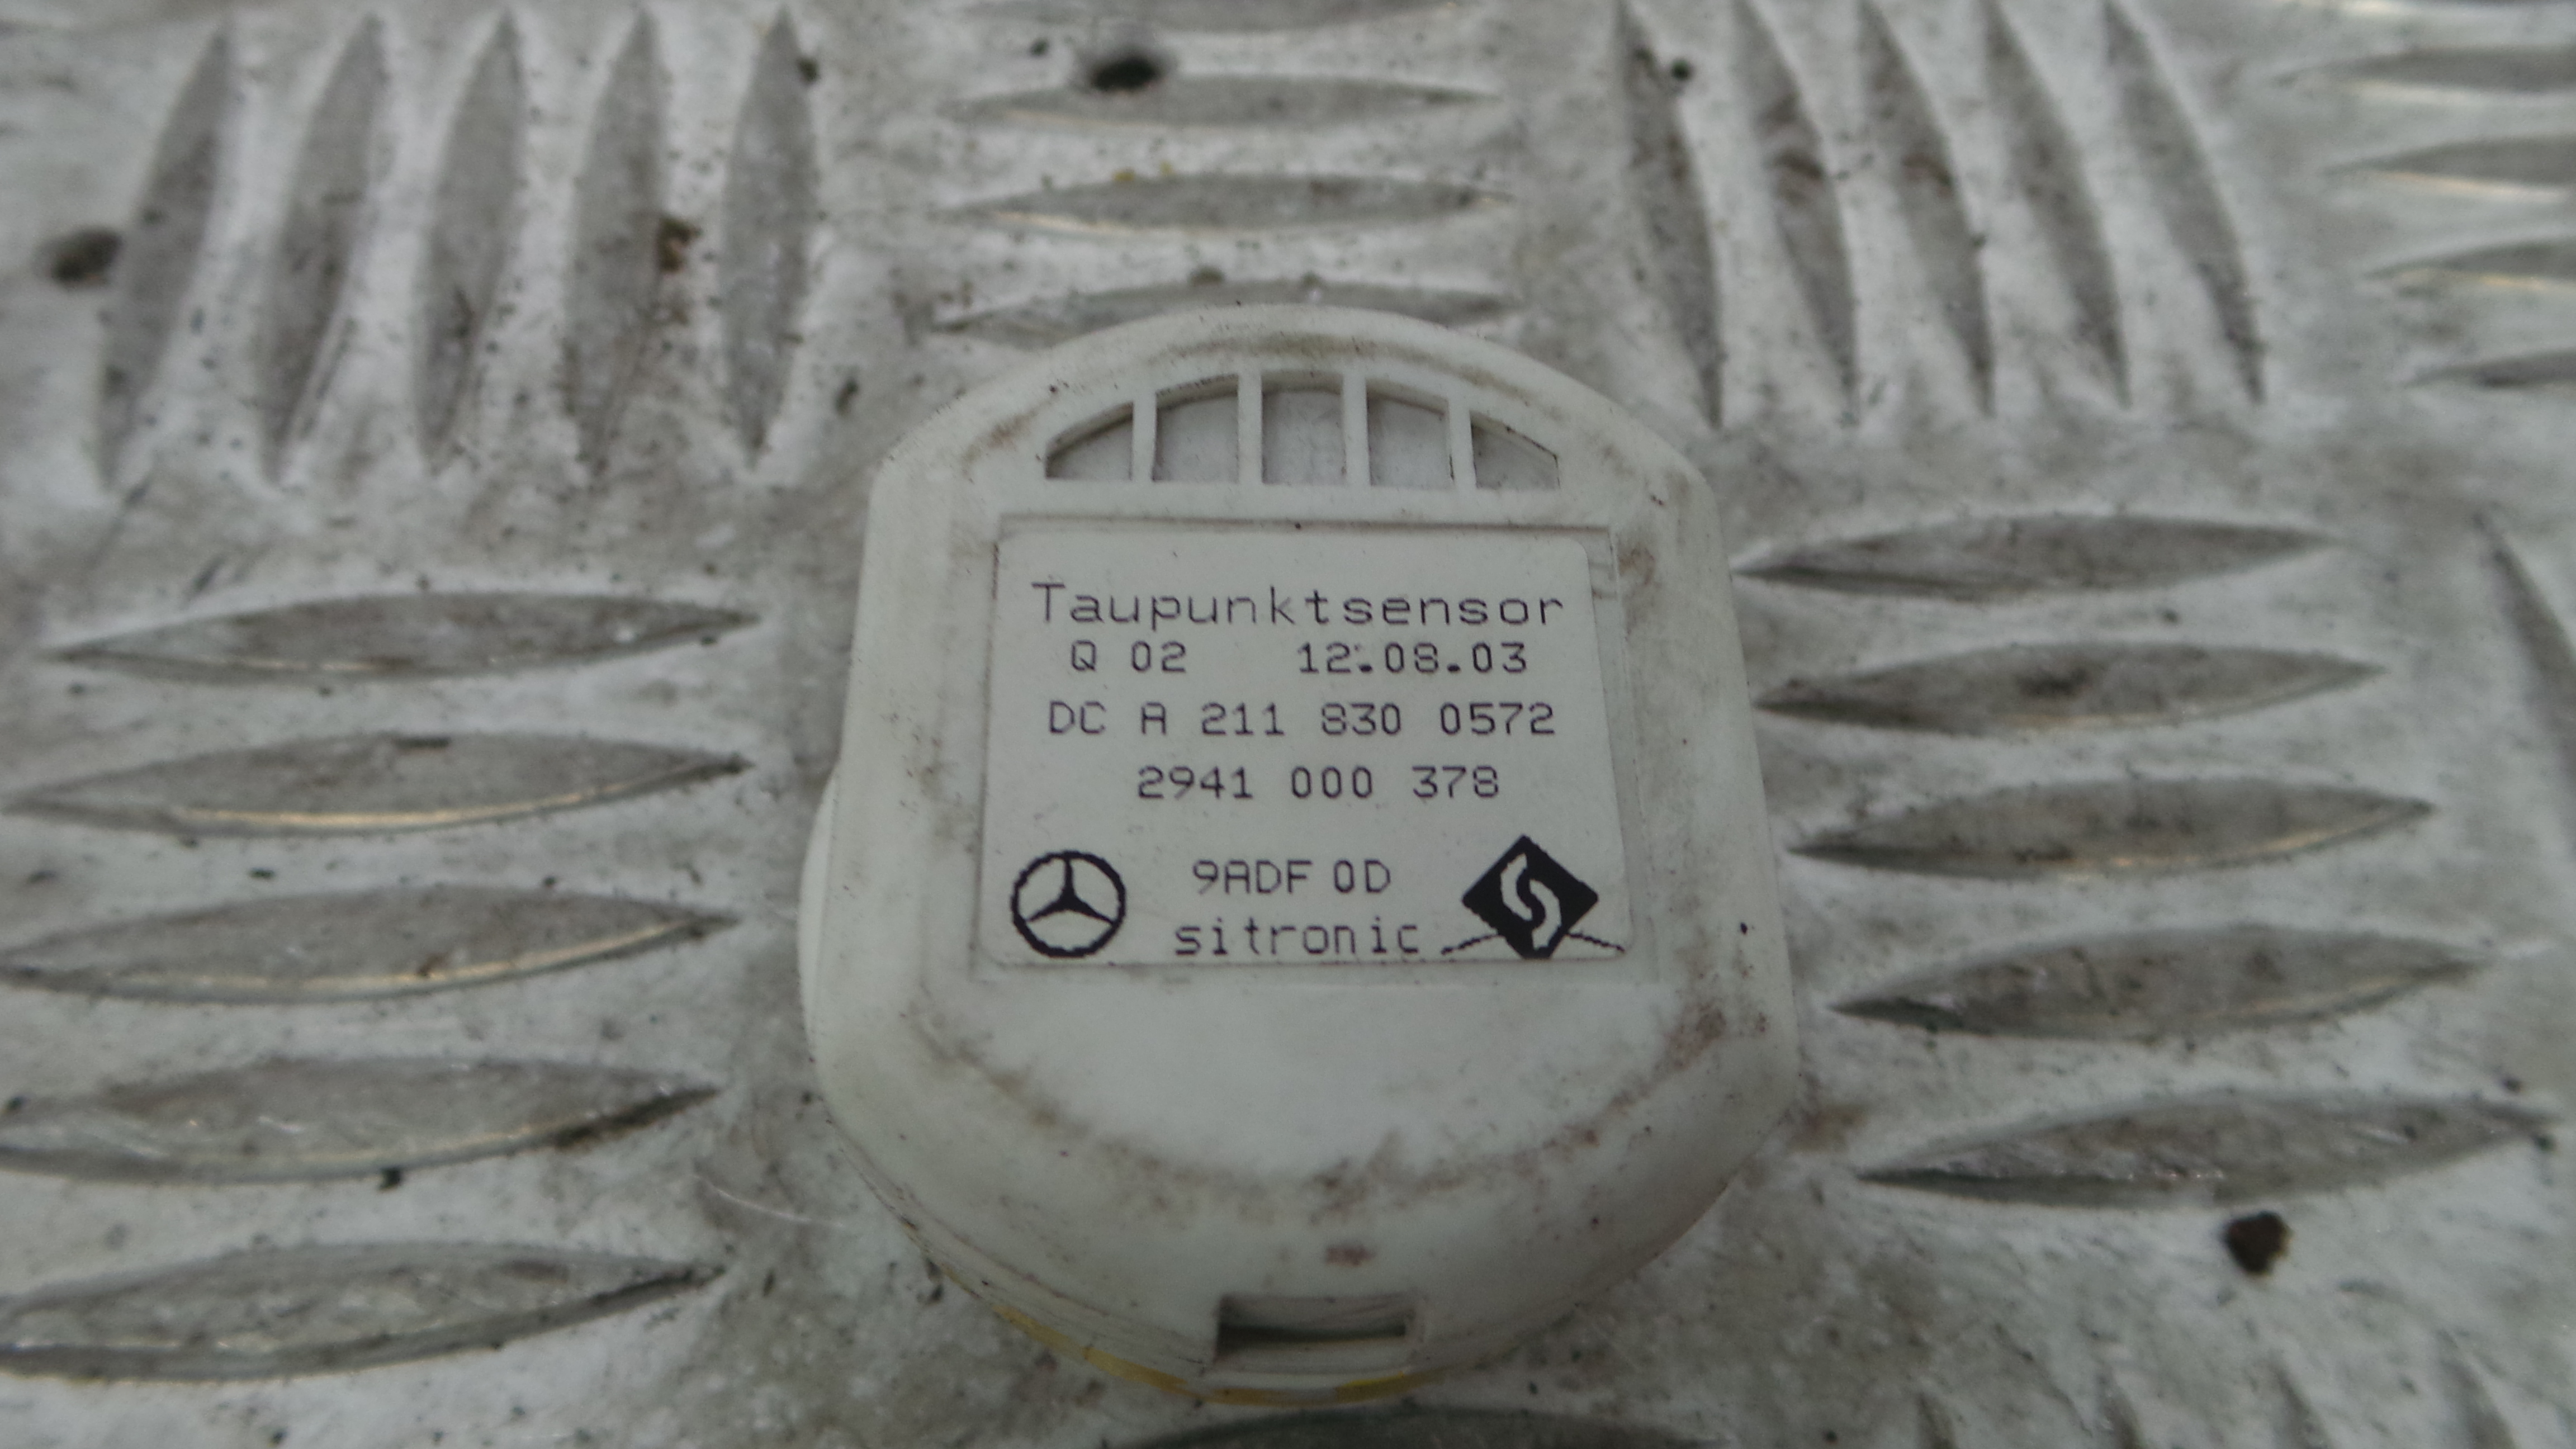 Taupunktsensor
Q 02 12.08.03
DC A 211 830 0572
2941 000 378
9ADF 0D
sitronic